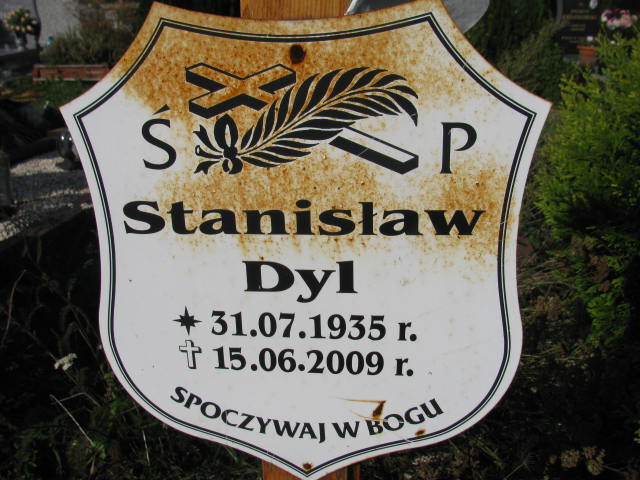 Ś P
Stanisław
Dyl
31.07.1935 r.
15.06.2009 r.
SPOCZYWAJ W BOGU